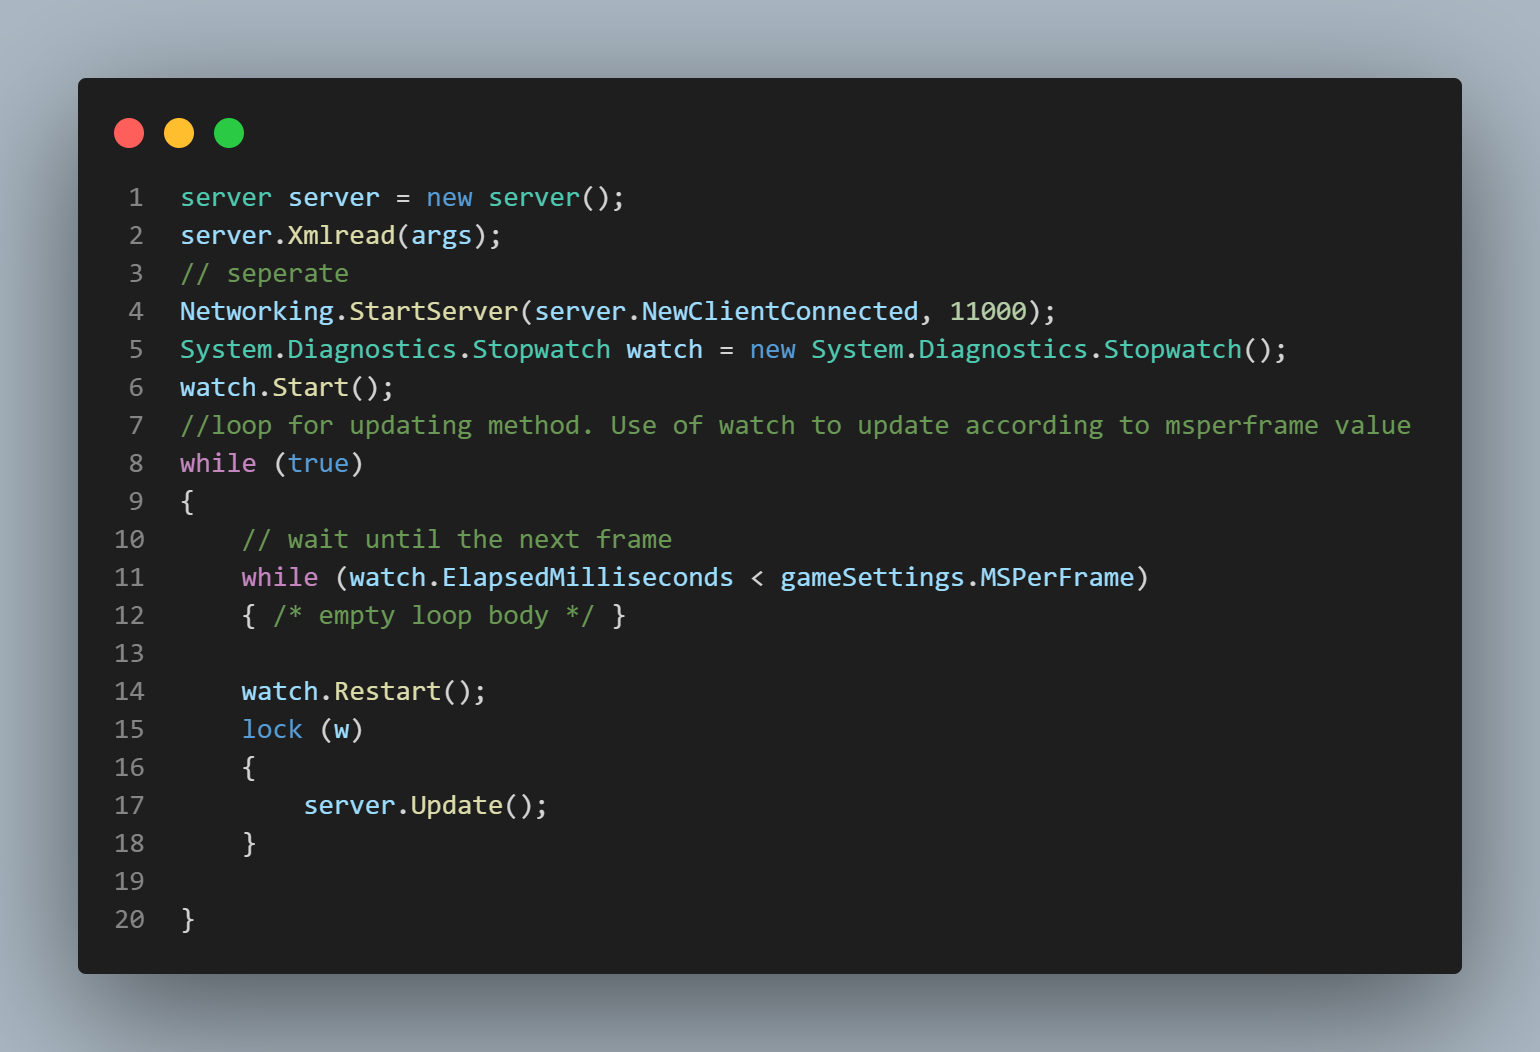 1 server server = new server();
2 server.Xmlread(args);
3 // seperate
4 Networking.StartServer(server.NewClientConnected, 11000);
5 System.Diagnostics.Stopwatch watch = new System.Diagnostics.Stopwatch();
6 watch.Start();
7 //loop for updating method. Use of watch to update according to msperframe value
8 while (true)
9 {
10     // wait until the next frame
11     while (watch.ElapsedMilliseconds < gameSettings.MSPerFrame)
12     { /* empty loop body */ }
13
14     watch.Restart();
15     lock (w)
16     {
17         server.Update();
18     }
19
20 }